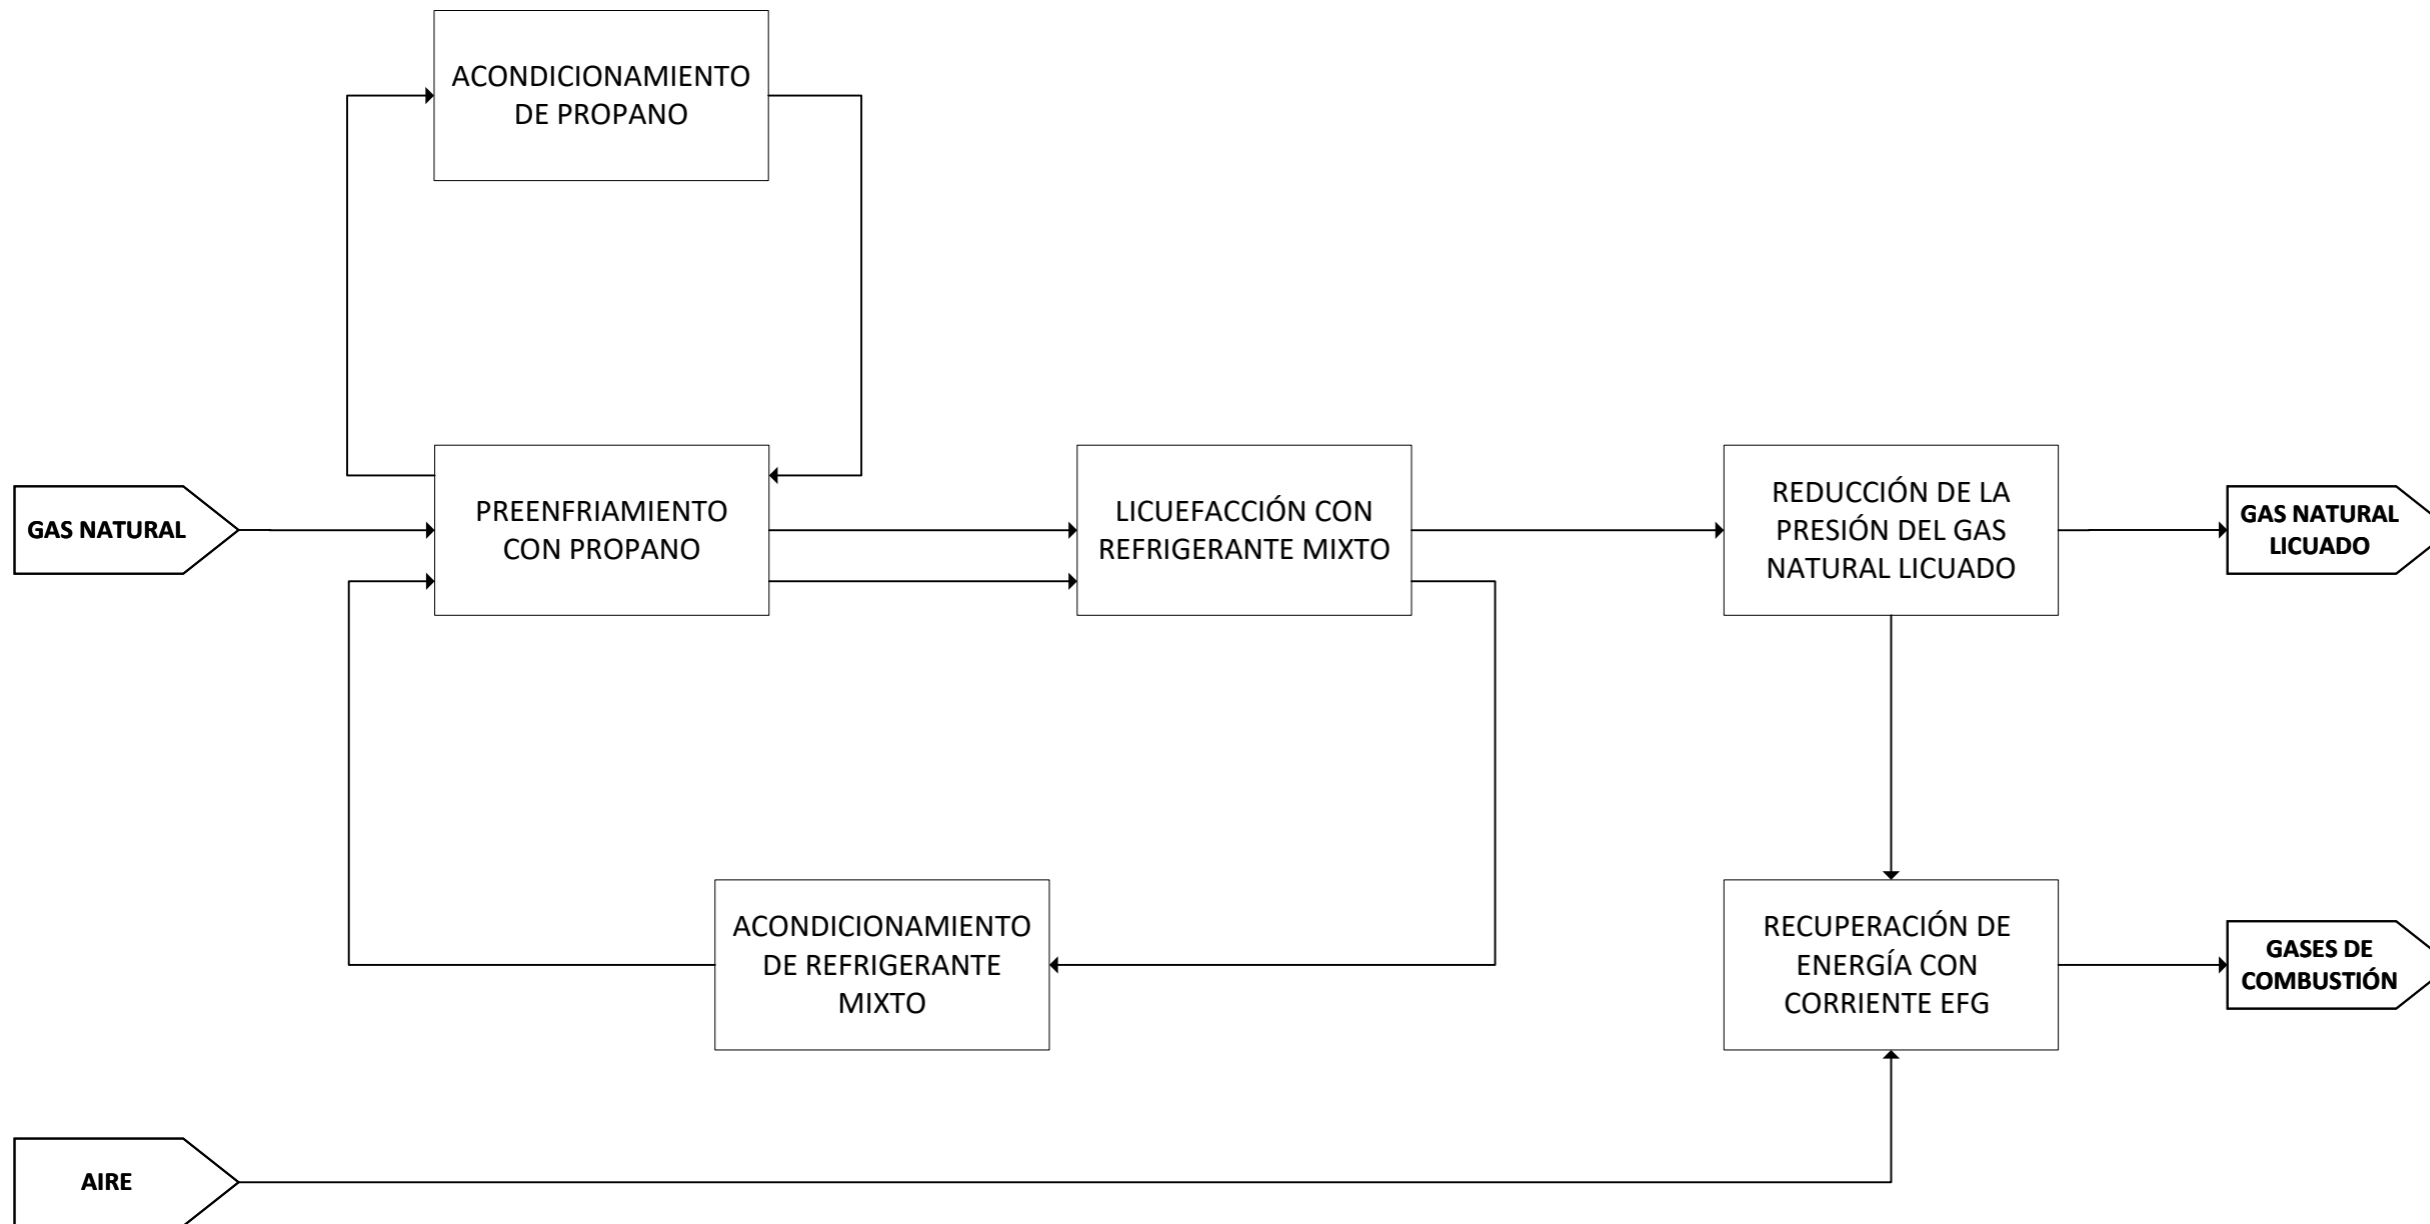 ACONDICIONAMIENTO
DE PROPANO
GAS NATURAL
PREENFRIAMIENTO
CON PROPANO
LICUEFACCIÓN CON
REFRIGERANTE MIXTO
REDUCCIÓN DE LA
PRESIÓN DEL GAS
NATURAL LICUADO
GAS NATURAL
LICUADO
ACONDICIONAMIENTO
DE REFRIGERANTE
MIXTO
RECUPERACIÓN DE
ENERGÍA CON
CORRIENTE EFG
GASES DE
COMBUSTIÓN
AIRE